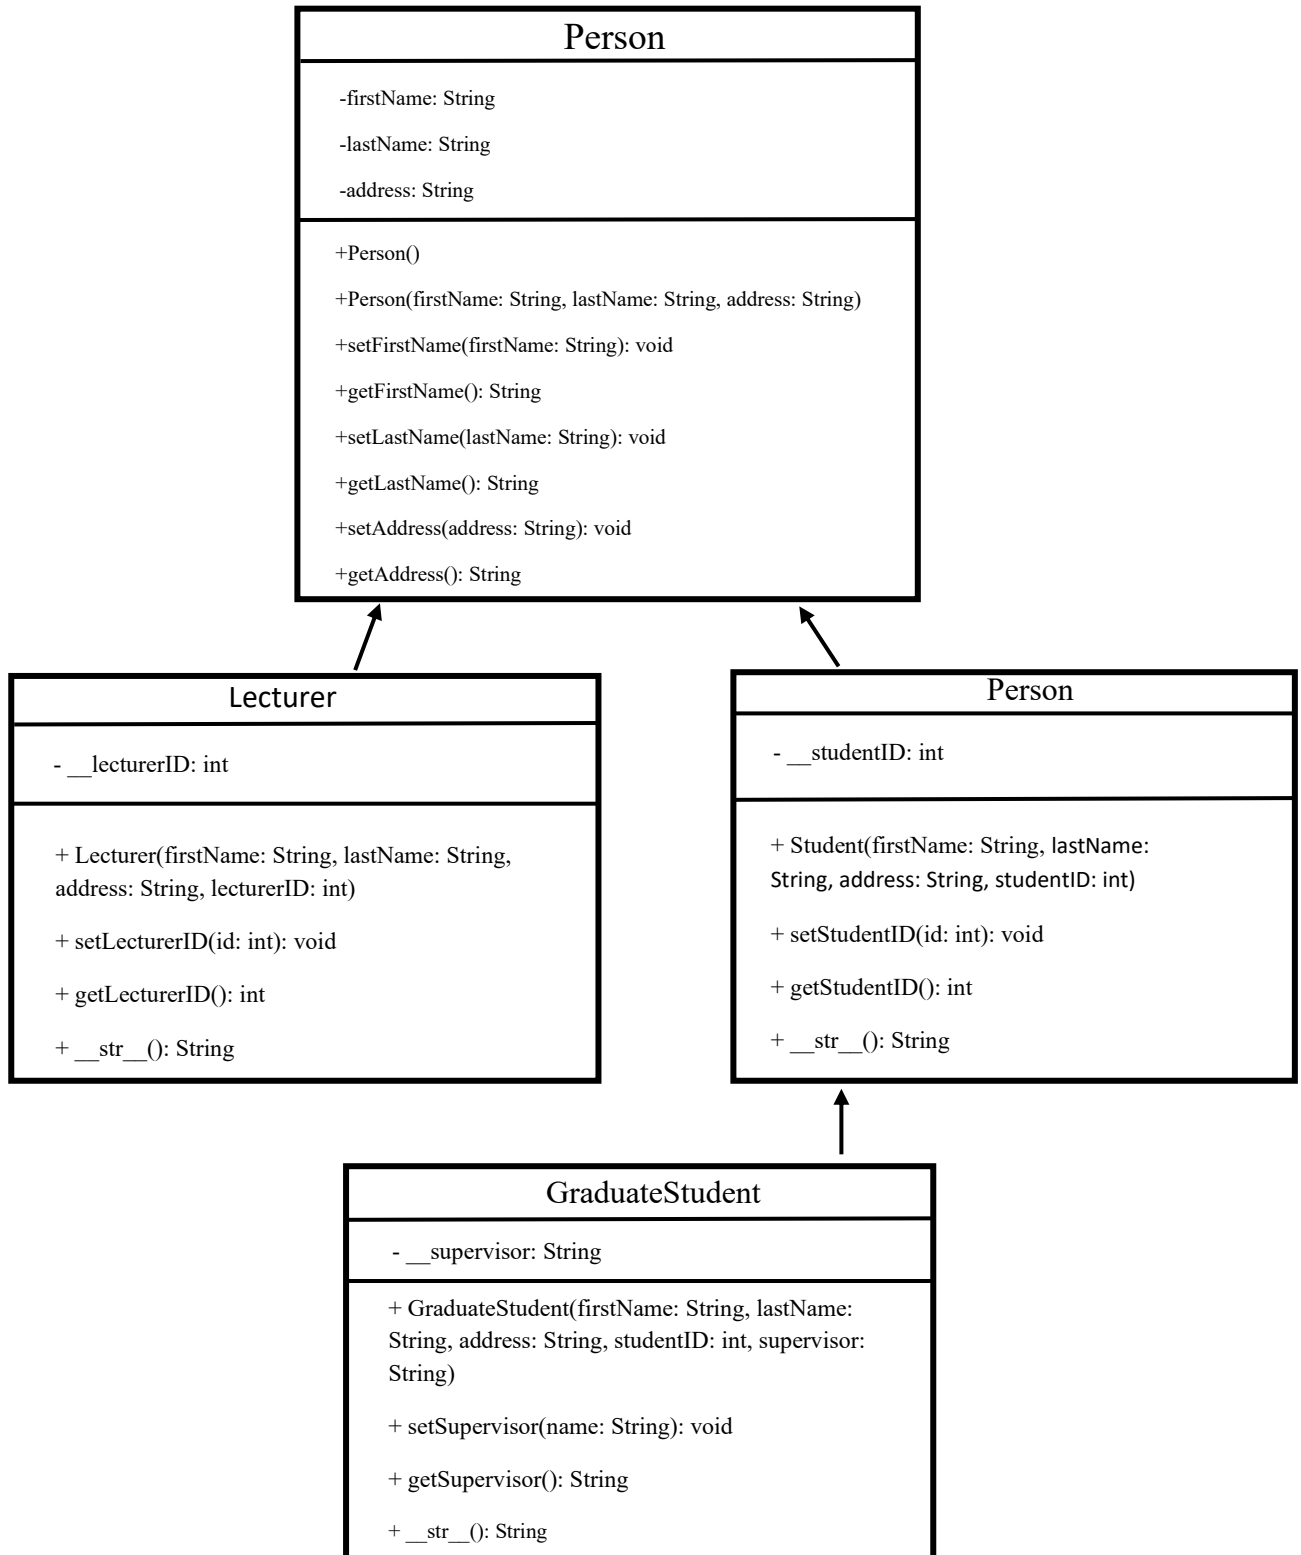 Person
-firstName: String
-lastName: String
-address: String
+Person()
+Person(firstName: String, lastName: String, address: String)
+setFirstName(firstName: String): void
+getFirstName(): String
+setLastName(lastName: String): void
+getLastName(): String
+setAddress(address: String): void
+getAddress(): String
Lecturer
- __lecturerID: int
+ Lecturer(firstName: String, lastName: String,
address: String, lecturerID: int)
+ setLecturerID(id: int): void
+ getLecturerID(): int
+ __str__(): String
Person
- __studentID: int
+ Student(firstName: String, lastName:
String, address: String, studentID: int)
+ setStudentID(id: int): void
+ getStudentID(): int
+ __str__(): String
GraduateStudent
- __supervisor: String
+ GraduateStudent(firstName: String, lastName:
String, address: String, studentID: int, supervisor:
String)
+ setSupervisor(name: String): void
+ getSupervisor(): String
+ __str__(): String